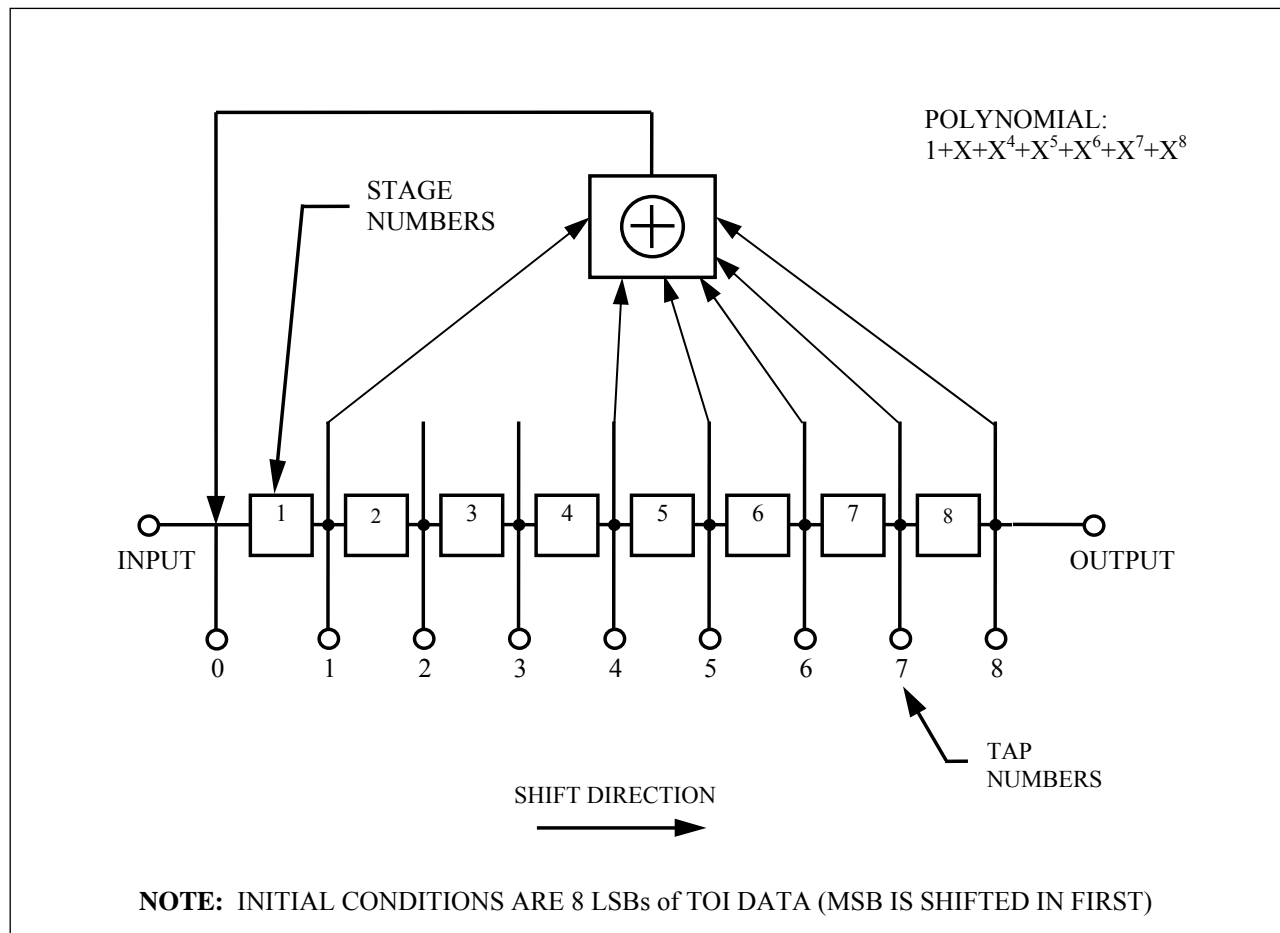 POLYNOMIAL:
1+X+X⁴+X⁵+X⁶+X⁷+X⁸
STAGE
NUMBERS
1 2 3 4 5 6 7 8
INPUT
OUTPUT
0 1 2 3 4 5 6 7 8
TAP
NUMBERS
SHIFT DIRECTION
NOTE: INITIAL CONDITIONS ARE 8 LSBs of TOI DATA (MSB IS SHIFTED IN FIRST)